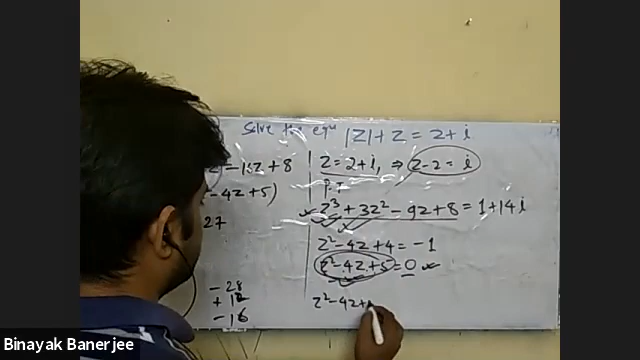 Solve the equ |z| + z = 2 + i
- 15z + 8
- 4z + 5)
27
- 28
+ 12
- 16
z = 2 + i, ⇒ z - 2 = i
P.T
z³ + 3z² - 9z + 8 = 1 + 14i
z² - 4z + 4 = -1
z² - 4z + 5 = 0
z² - 4z +
Binayak Banerjee